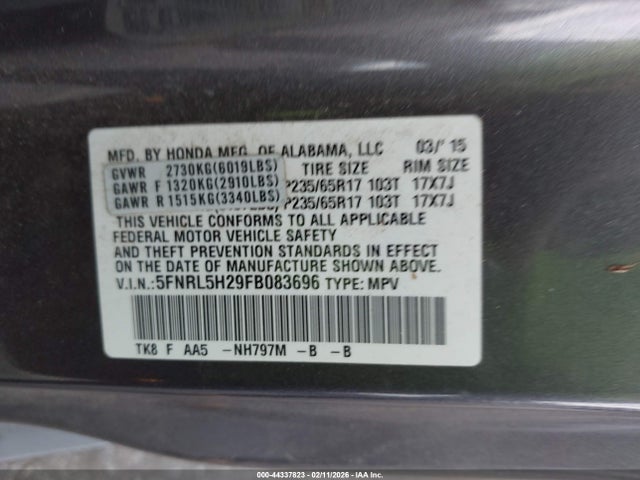 MFD. BY HONDA MFG. OF ALABAMA, LLC 03/'15
GVWR 2730KG(6019LBS) TIRE SIZE RIM SIZE
GAWR F 1320KG(2910LBS) P235/65R17 103T 17X7J
GAWR R 1515KG(3340LBS) P235/65R17 103T 17X7J
THIS VEHICLE CONFORMS TO ALL APPLICABLE
FEDERAL MOTOR VEHICLE SAFETY
AND THEFT PREVENTION STANDARDS IN EFFECT
ON THE DATE OF MANUFACTURE SHOWN ABOVE.
V.I.N.: 5FNRL5H29FB083696 TYPE: MPV
TK8 F AA5 -NH797M -B -B
000-44337823 - 02/11/2026 - Copyright IAA, Inc.